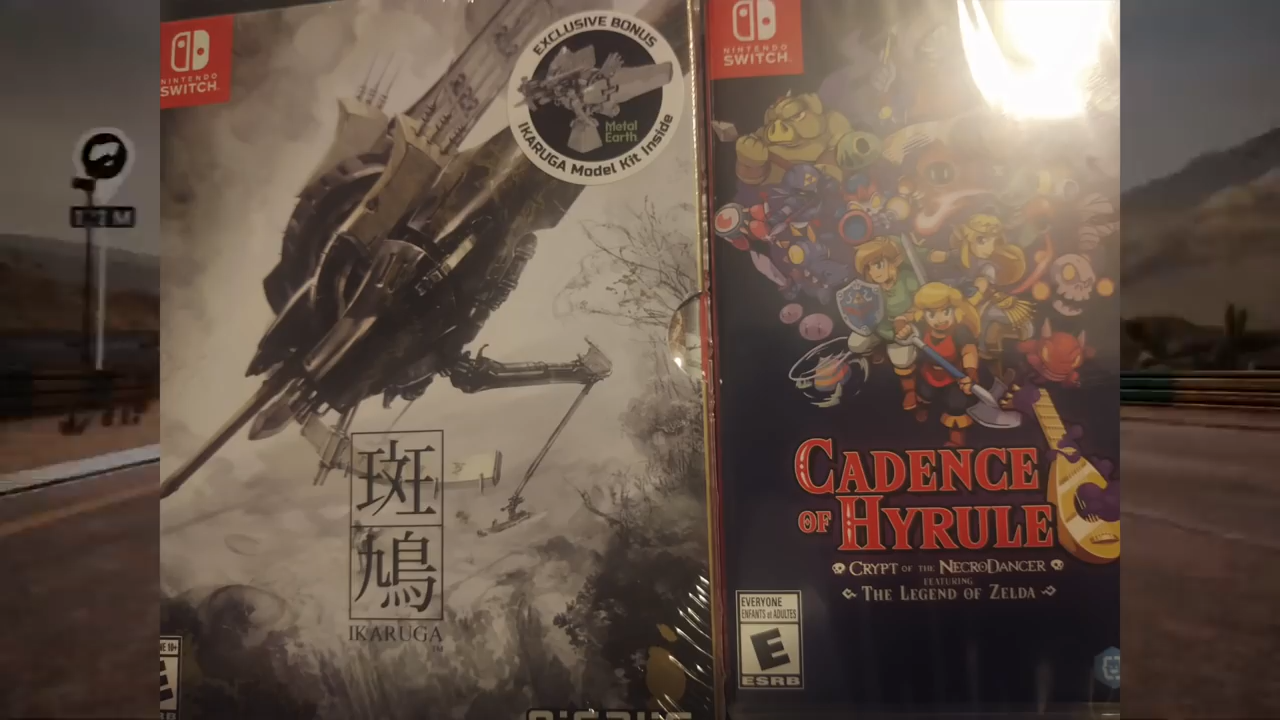 NINTENDO
SWITCH
EXCLUSIVE BONUS
Metal
Earth
IKARUGA Model Kit Inside
斑
鳩
IKARUGA
TM
E
NINTENDO
SWITCH
CADENCE
OF HYRULE
CRYPT OF THE NECRODANCER
FEATURING
THE LEGEND OF ZELDA
EVERYONE
ENFANTS et ADULTES
E
ESRB